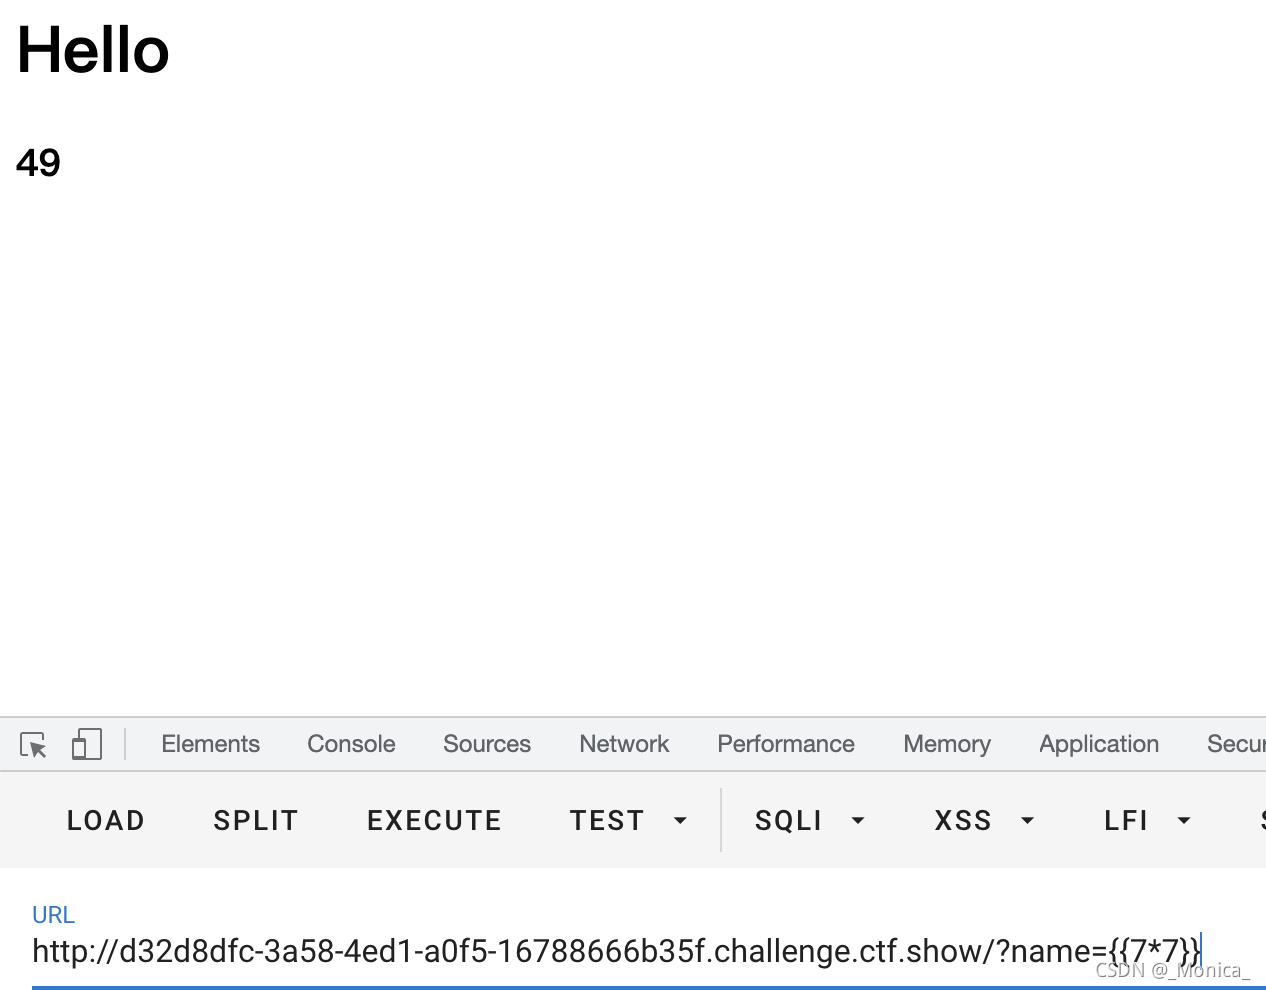 Hello
49
Elements Console Sources Network Performance Memory Application Secur
LOAD SPLIT EXECUTE TEST SQLI XSS LFI
URL
http://d32d8dfc-3a58-4ed1-a0f5-16788666b35f.challenge.ctf.show/?name={{7*7}}
CSDN @_Monica_